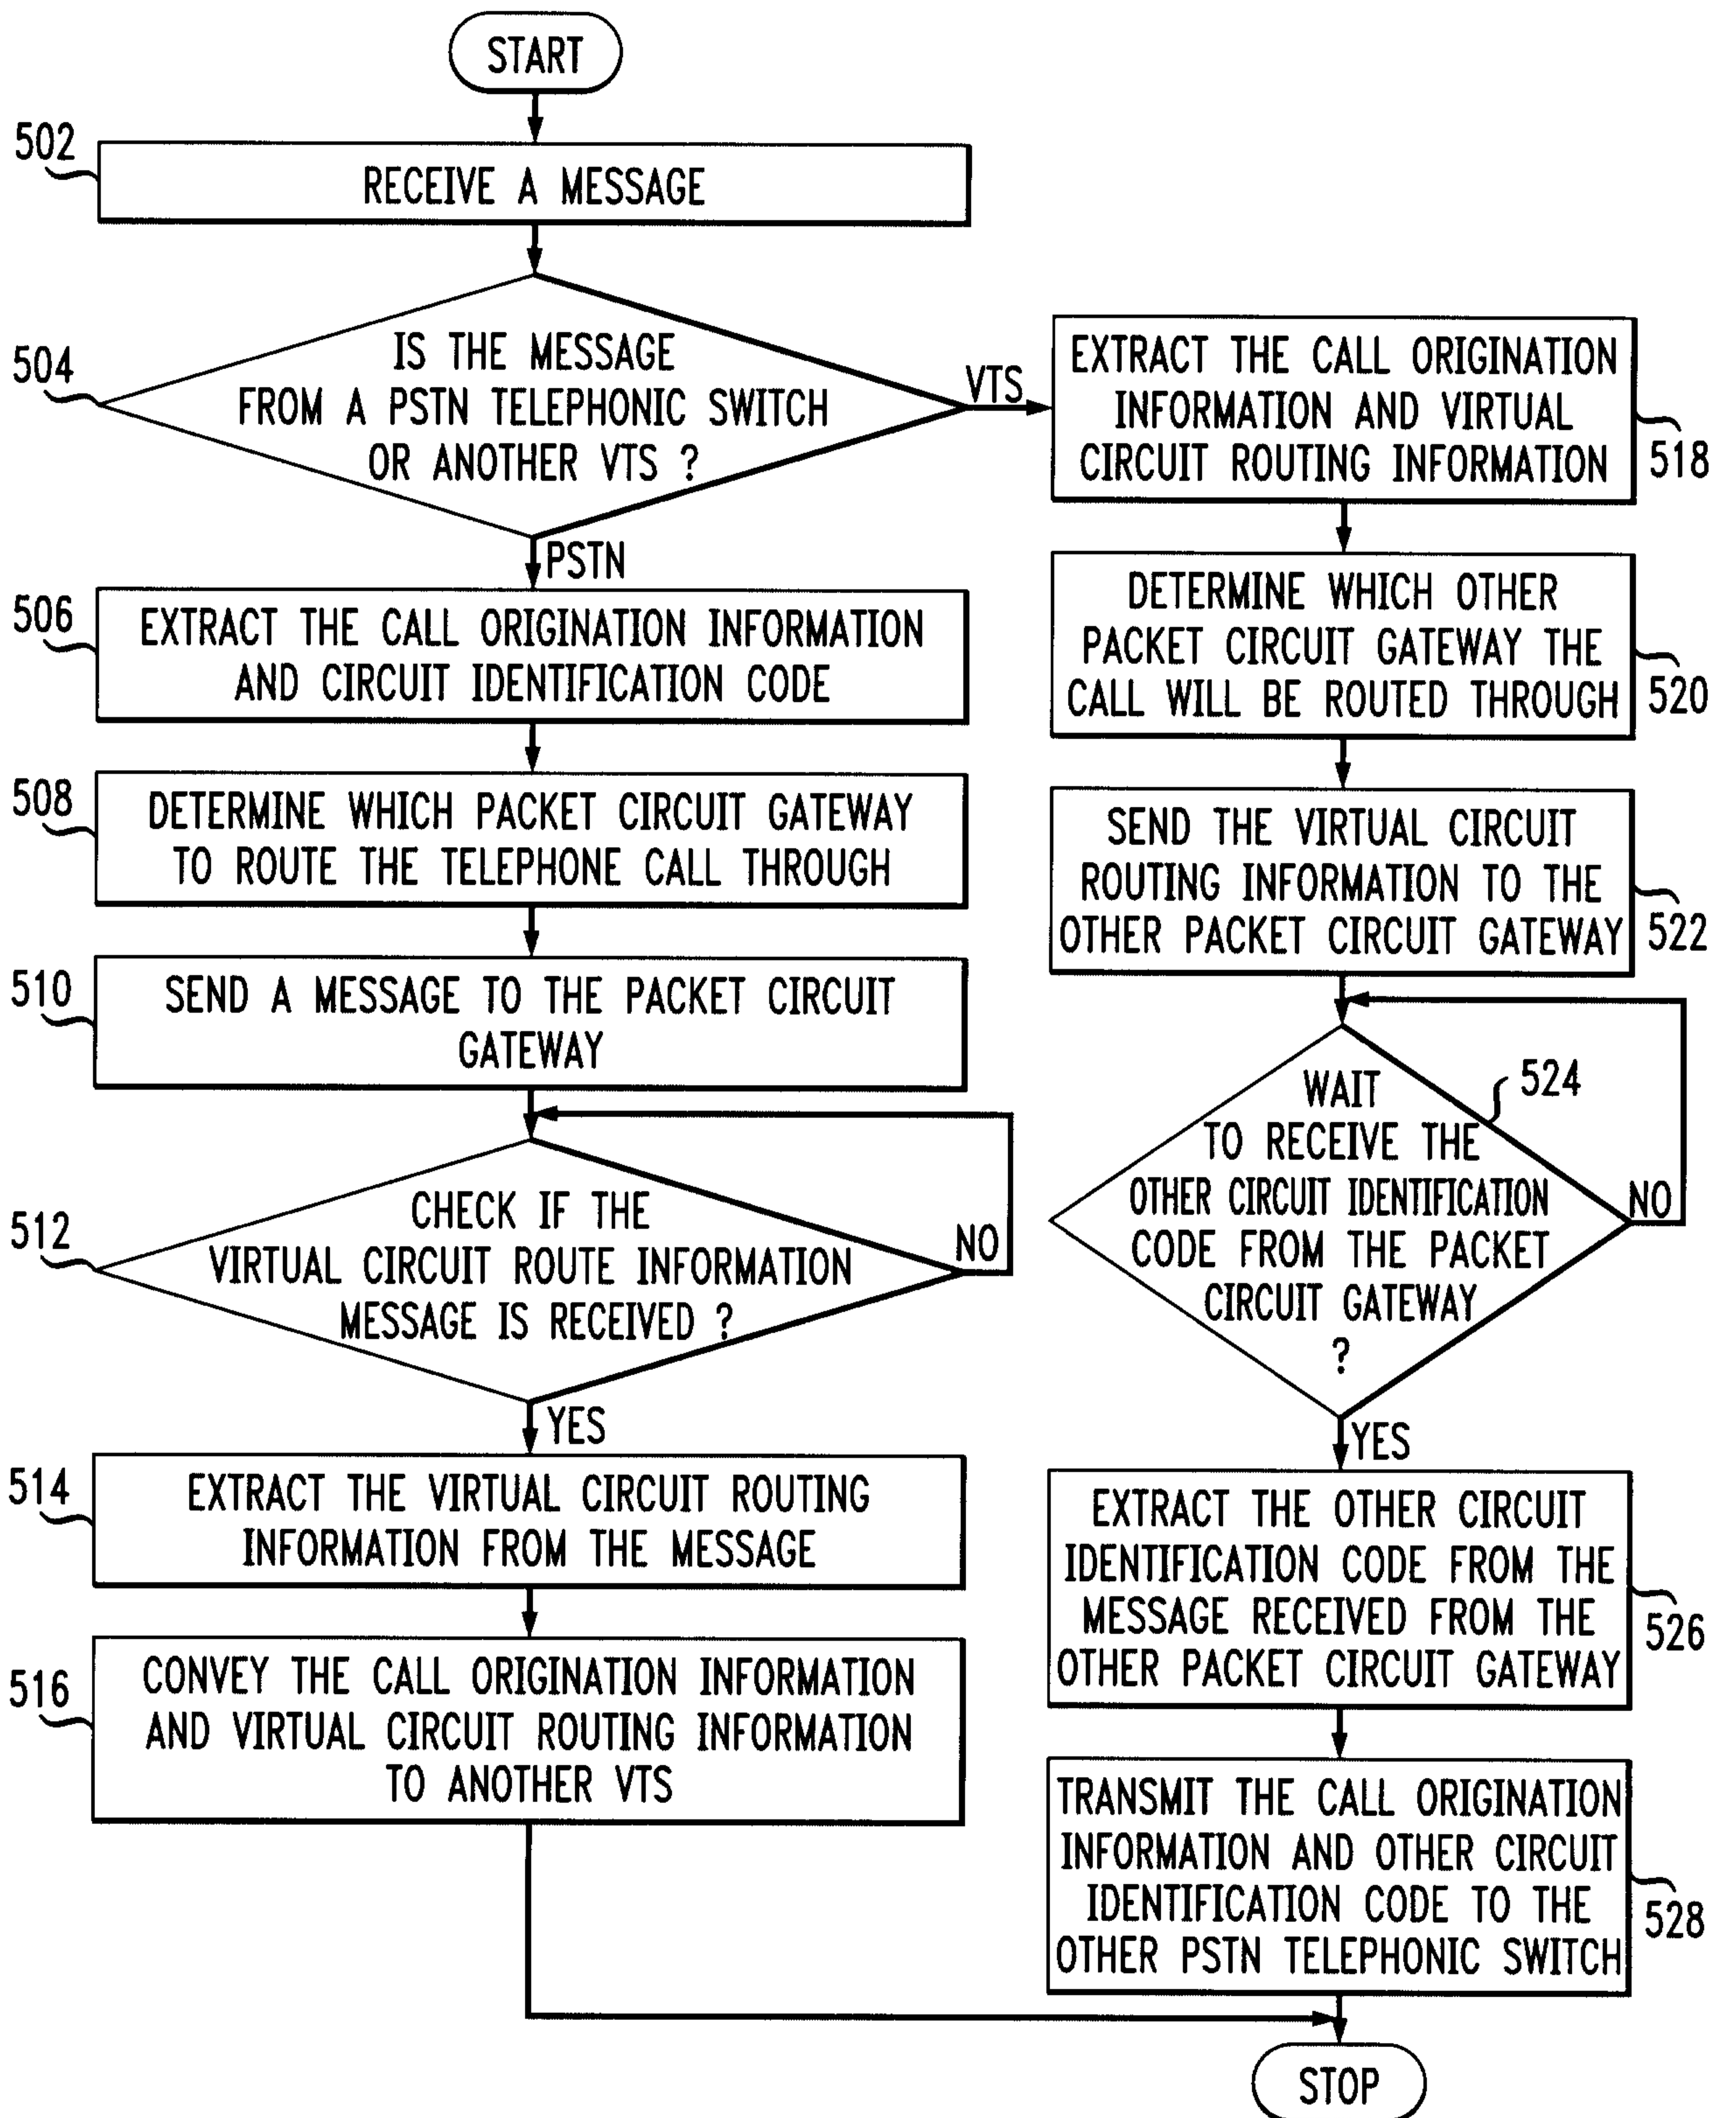 START
502
RECEIVE A MESSAGE
504
IS THE MESSAGE
FROM A PSTN TELEPHONIC SWITCH
OR ANOTHER VTS ?
VTS
PSTN
506
EXTRACT THE CALL ORIGINATION INFORMATION
AND CIRCUIT IDENTIFICATION CODE
508
DETERMINE WHICH PACKET CIRCUIT GATEWAY
TO ROUTE THE TELEPHONE CALL THROUGH
510
SEND A MESSAGE TO THE PACKET CIRCUIT
GATEWAY
512
CHECK IF THE
VIRTUAL CIRCUIT ROUTE INFORMATION
MESSAGE IS RECEIVED ?
NO
YES
514
EXTRACT THE VIRTUAL CIRCUIT ROUTING
INFORMATION FROM THE MESSAGE
516
CONVEY THE CALL ORIGINATION INFORMATION
AND VIRTUAL CIRCUIT ROUTING INFORMATION
TO ANOTHER VTS
EXTRACT THE CALL ORIGINATION
INFORMATION AND VIRTUAL
CIRCUIT ROUTING INFORMATION
518
DETERMINE WHICH OTHER
PACKET CIRCUIT GATEWAY THE
CALL WILL BE ROUTED THROUGH
520
SEND THE VIRTUAL CIRCUIT
ROUTING INFORMATION TO THE
OTHER PACKET CIRCUIT GATEWAY
522
524
WAIT
TO RECEIVE THE
OTHER CIRCUIT IDENTIFICATION
CODE FROM THE PACKET
CIRCUIT GATEWAY
?
NO
YES
EXTRACT THE OTHER CIRCUIT
IDENTIFICATION CODE FROM THE
MESSAGE RECEIVED FROM THE
OTHER PACKET CIRCUIT GATEWAY
526
TRANSMIT THE CALL ORIGINATION
INFORMATION AND OTHER CIRCUIT
IDENTIFICATION CODE TO THE
OTHER PSTN TELEPHONIC SWITCH
528
STOP